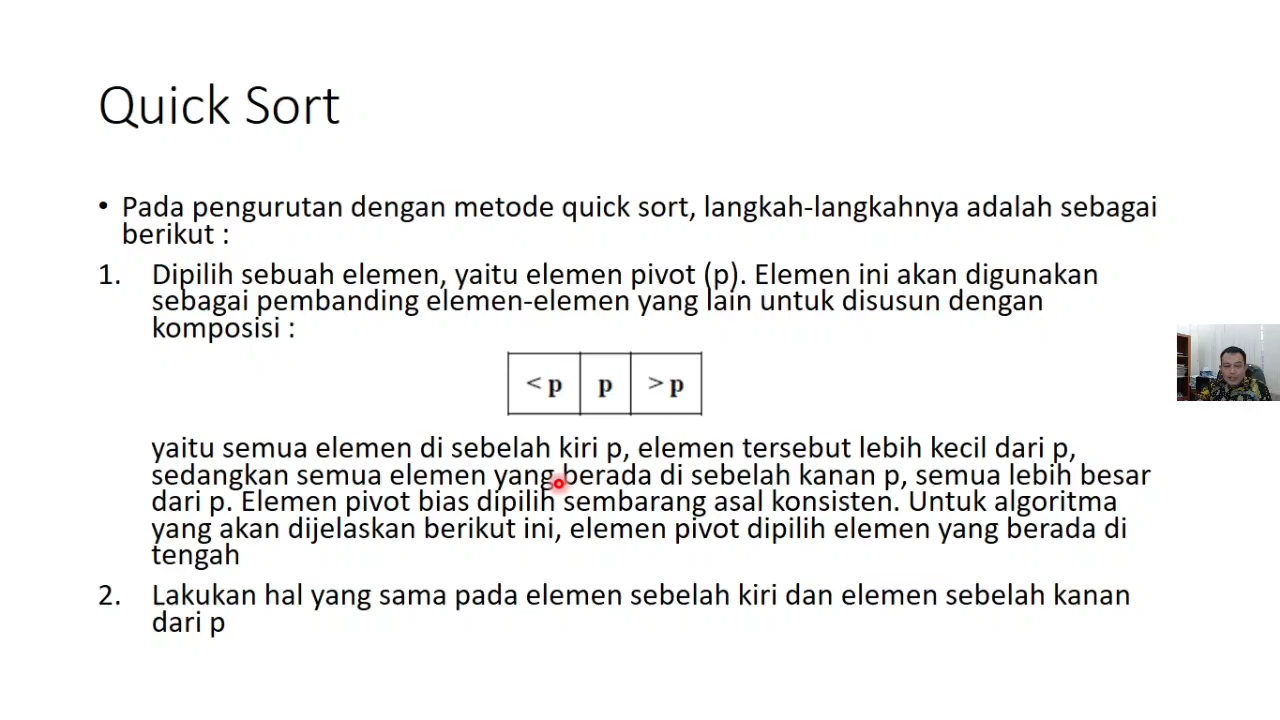 Quick Sort
• Pada pengurutan dengan metode quick sort, langkah-langkahnya adalah sebagai
berikut :
1. Dipilih sebuah elemen, yaitu elemen pivot (p). Elemen ini akan digunakan
sebagai pembanding elemen-elemen yang lain untuk disusun dengan
komposisi :
< p p > p
yaitu semua elemen di sebelah kiri p, elemen tersebut lebih kecil dari p,
sedangkan semua elemen yang berada di sebelah kanan p, semua lebih besar
dari p. Elemen pivot bias dipilih sembarang asal konsisten. Untuk algoritma
yang akan dijelaskan berikut ini, elemen pivot dipilih elemen yang berada di
tengah
2. Lakukan hal yang sama pada elemen sebelah kiri dan elemen sebelah kanan
dari p